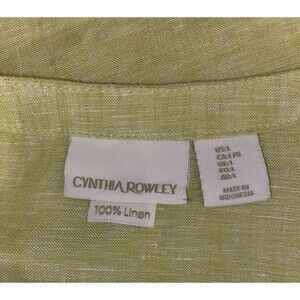 CYNTHIA ROWLEY
100% Linen
US:L
CA:L/G
UK:L
EU:L
AU:L
MADE IN
INDONESIA